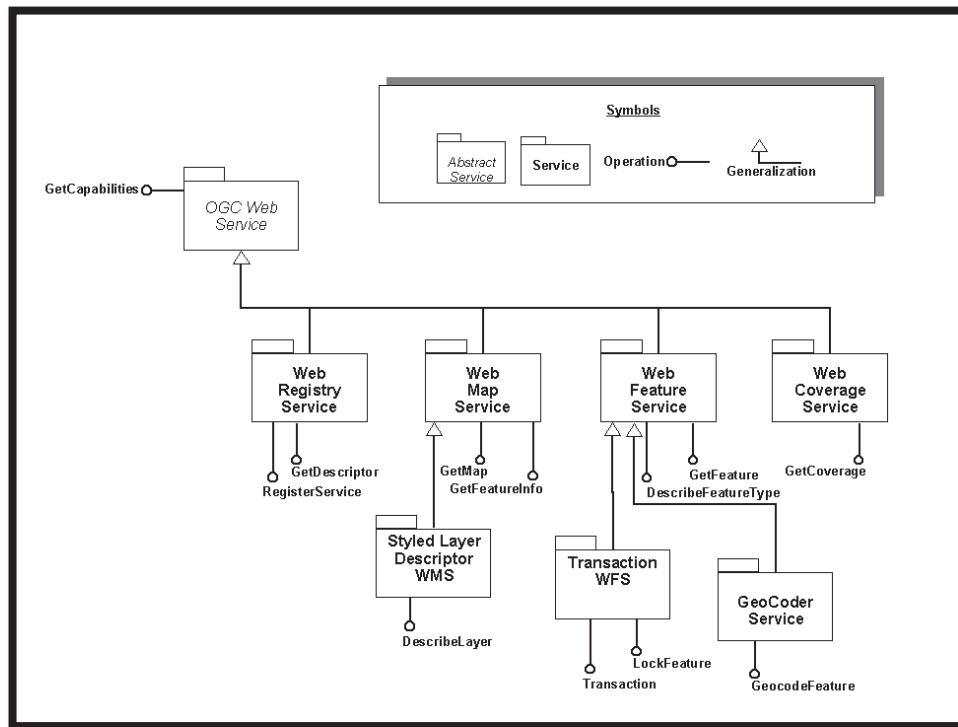 Symbols
Abstract
Service
Service
Operation
Generalization
GetCapabilities
OGC Web
Service
Web
Registry
Service
Web
Map
Service
Web
Feature
Service
Web
Coverage
Service
GetDescriptor
RegisterService
GetMap
GetFeatureInfo
GetFeature
DescribeFeatureType
GetCoverage
Styled Layer
Descriptor
WMS
Transaction
WFS
GeoCoder
Service
DescribeLayer
LockFeature
Transaction
GeocodeFeature